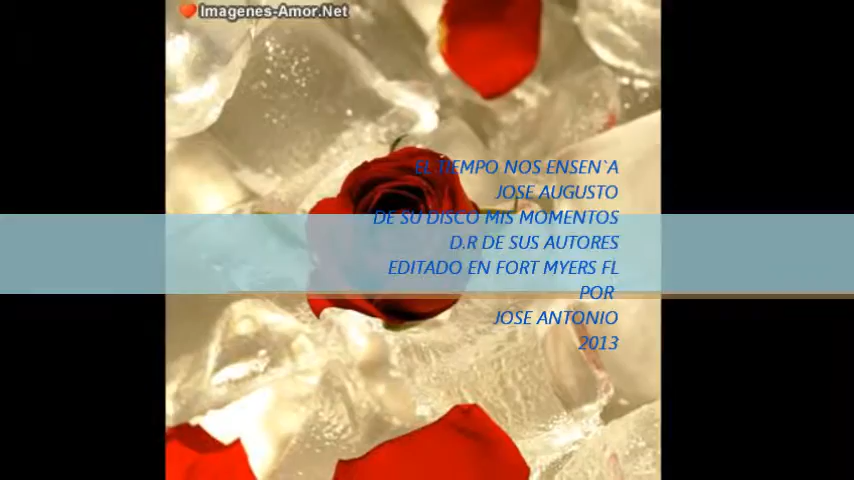 Imagenes-Amor.Net
EL TIEMPO NOS ENSEN`A
JOSE AUGUSTO
DE SU DISCO MIS MOMENTOS
D.R DE SUS AUTORES
EDITADO EN FORT MYERS FL
POR
JOSE ANTONIO
2013